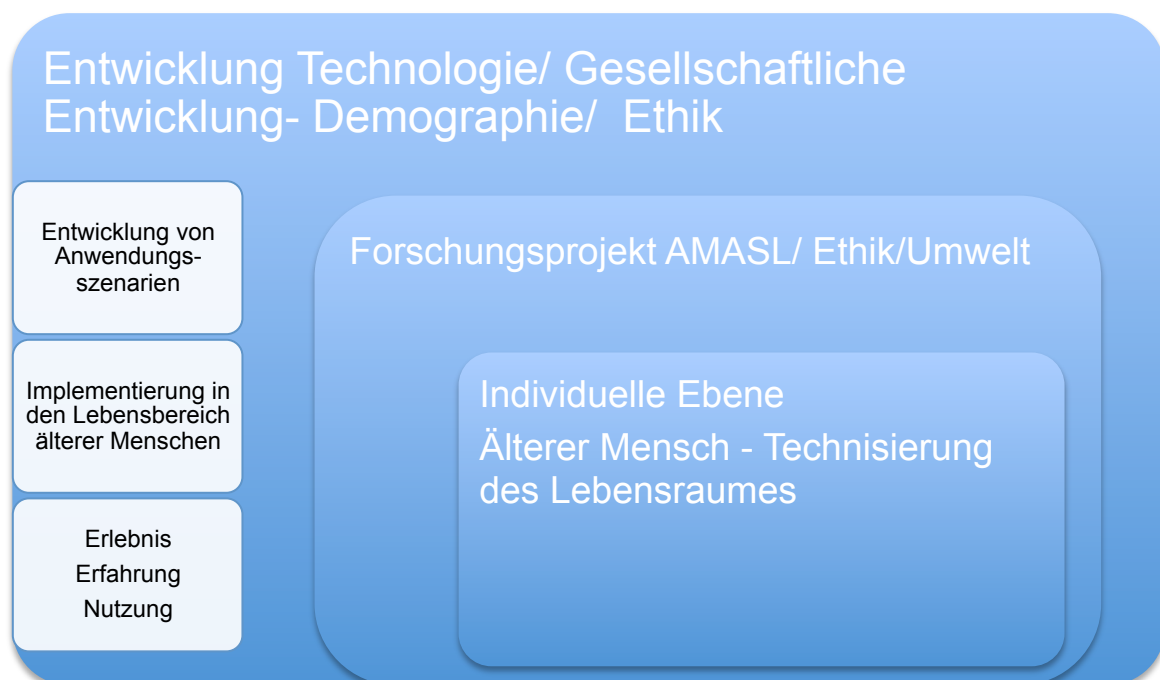 Entwicklung Technologie/ Gesellschaftliche
Entwicklung- Demographie/ Ethik
Entwicklung von
Anwendungs-
szenarien
Implementierung in
den Lebensbereich
älterer Menschen
Erlebnis
Erfahrung
Nutzung
Forschungsprojekt AMASL/ Ethik/Umwelt
Individuelle Ebene
Älterer Mensch - Technisierung
des Lebensraumes